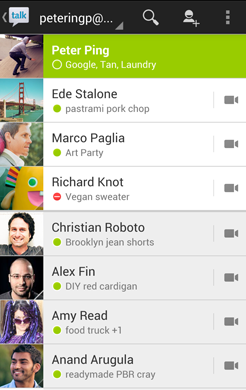 talk peteringp@...
Peter Ping
Google, Tan, Laundry
Ede Stalone
pastrami pork chop
Marco Paglia
Art Party
Richard Knot
Vegan sweater
Christian Roboto
Brooklyn jean shorts
Alex Fin
DIY red cardigan
Amy Read
food truck +1
Anand Arugula
readymade PBR cray